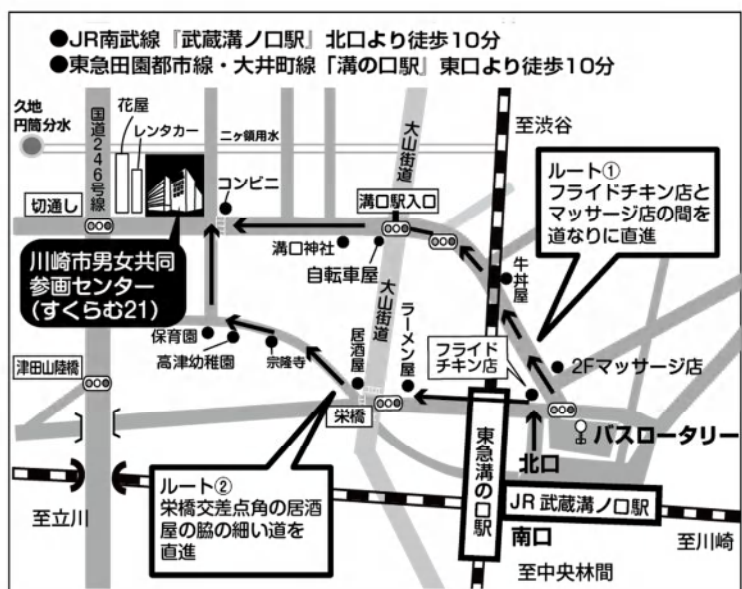 ●JR南武線『武蔵溝ノ口駅』北口より徒歩10分
●東急田園都市線・大井町線「溝の口駅」東口より徒歩10分
久地
円筒分水
花屋
レンタカー
国道246号線
二ヶ領用水
大山街道
至渋谷
コンビニ
切通し
溝口駅入口
ルート①
フライドチキン店と
マッサージ店の間を
道なりに直進
川崎市男女共同
参画センター
(すくらむ21)
溝口神社
自転車屋
牛丼屋
大山街道
保育園
高津幼稚園
宗隆寺
居酒屋
ラーメン屋
フライド
チキン店
2Fマッサージ店
津田山陸橋
栄橋
バスロータリー
北口
東急溝の口駅
ルート②
栄橋交差点角の居酒
屋の脇の細い道を
直進
JR 武蔵溝ノ口駅
至立川
南口
至川崎
至中央林間